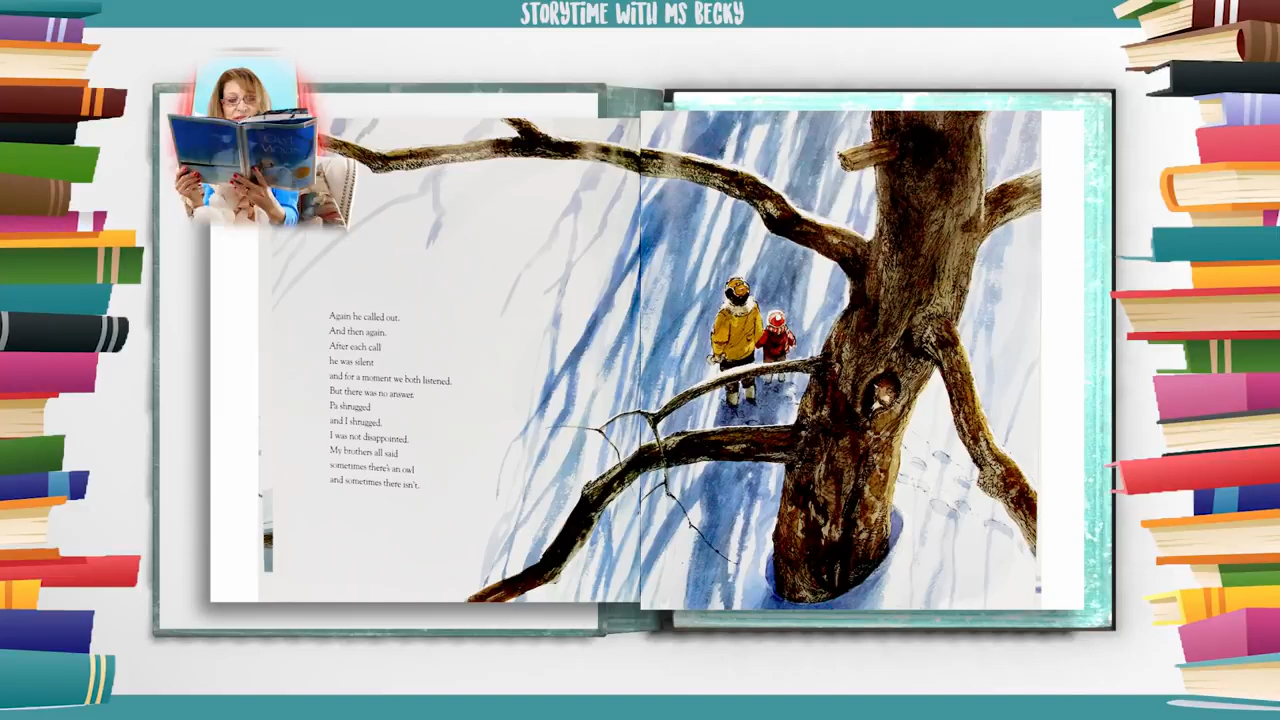 STORYTIME WITH MS BECKY
OWL
MOON
Again he called out.
And then again.
After each call
he was silent
and for a moment we both listened.
But there was no answer.
Pa shrugged
and I shrugged.
I was not disappointed.
My brothers all said
sometimes there's an owl
and sometimes there isn't.